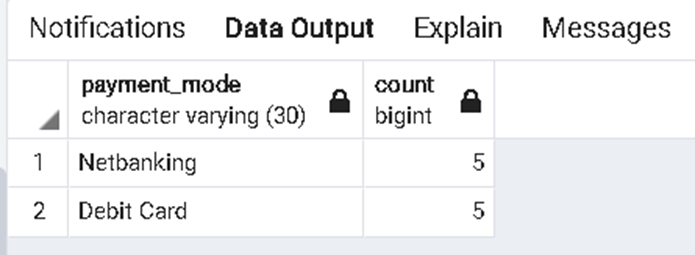 Notifications Data Output Explain Messages
payment_mode count
character varying (30) bigint
1 Netbanking 5
2 Debit Card 5